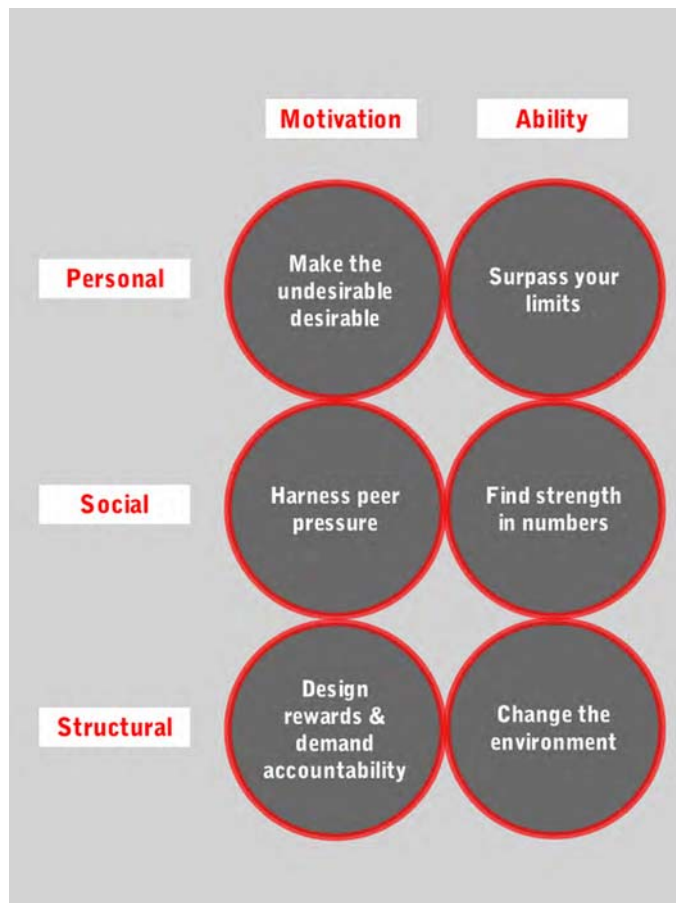 Motivation
Ability
Personal
Make the
undesirable
desirable
Surpass your
limits
Social
Harness peer
pressure
Find strength
in numbers
Structural
Design
rewards &
demand
accountability
Change the
environment